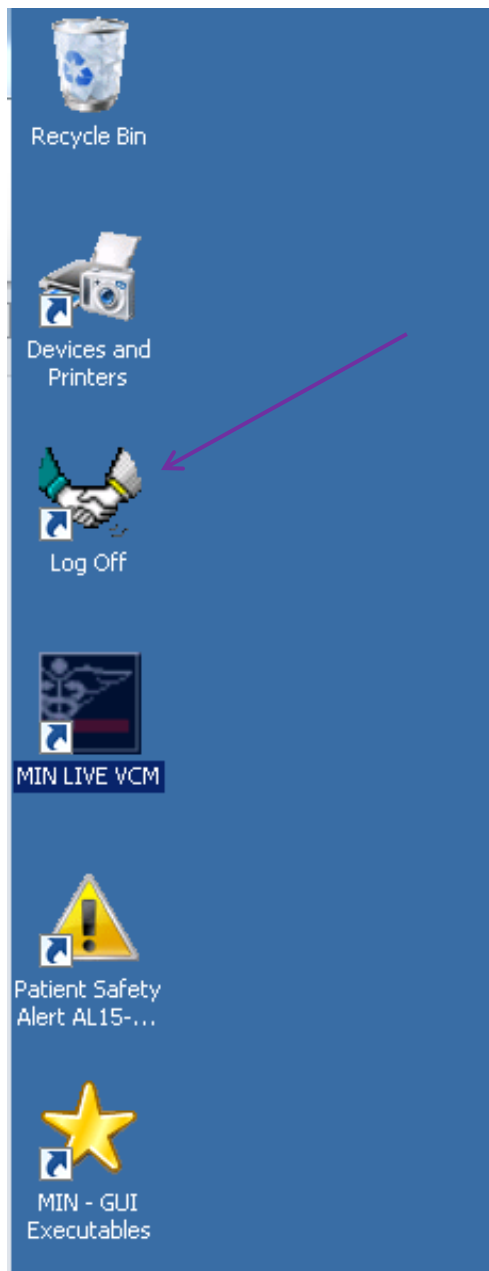 Recycle Bin
Devices and
Printers
Log Off
MIN LIVE VCM
Patient Safety
Alert AL15-...
MIN - GUI
Executables